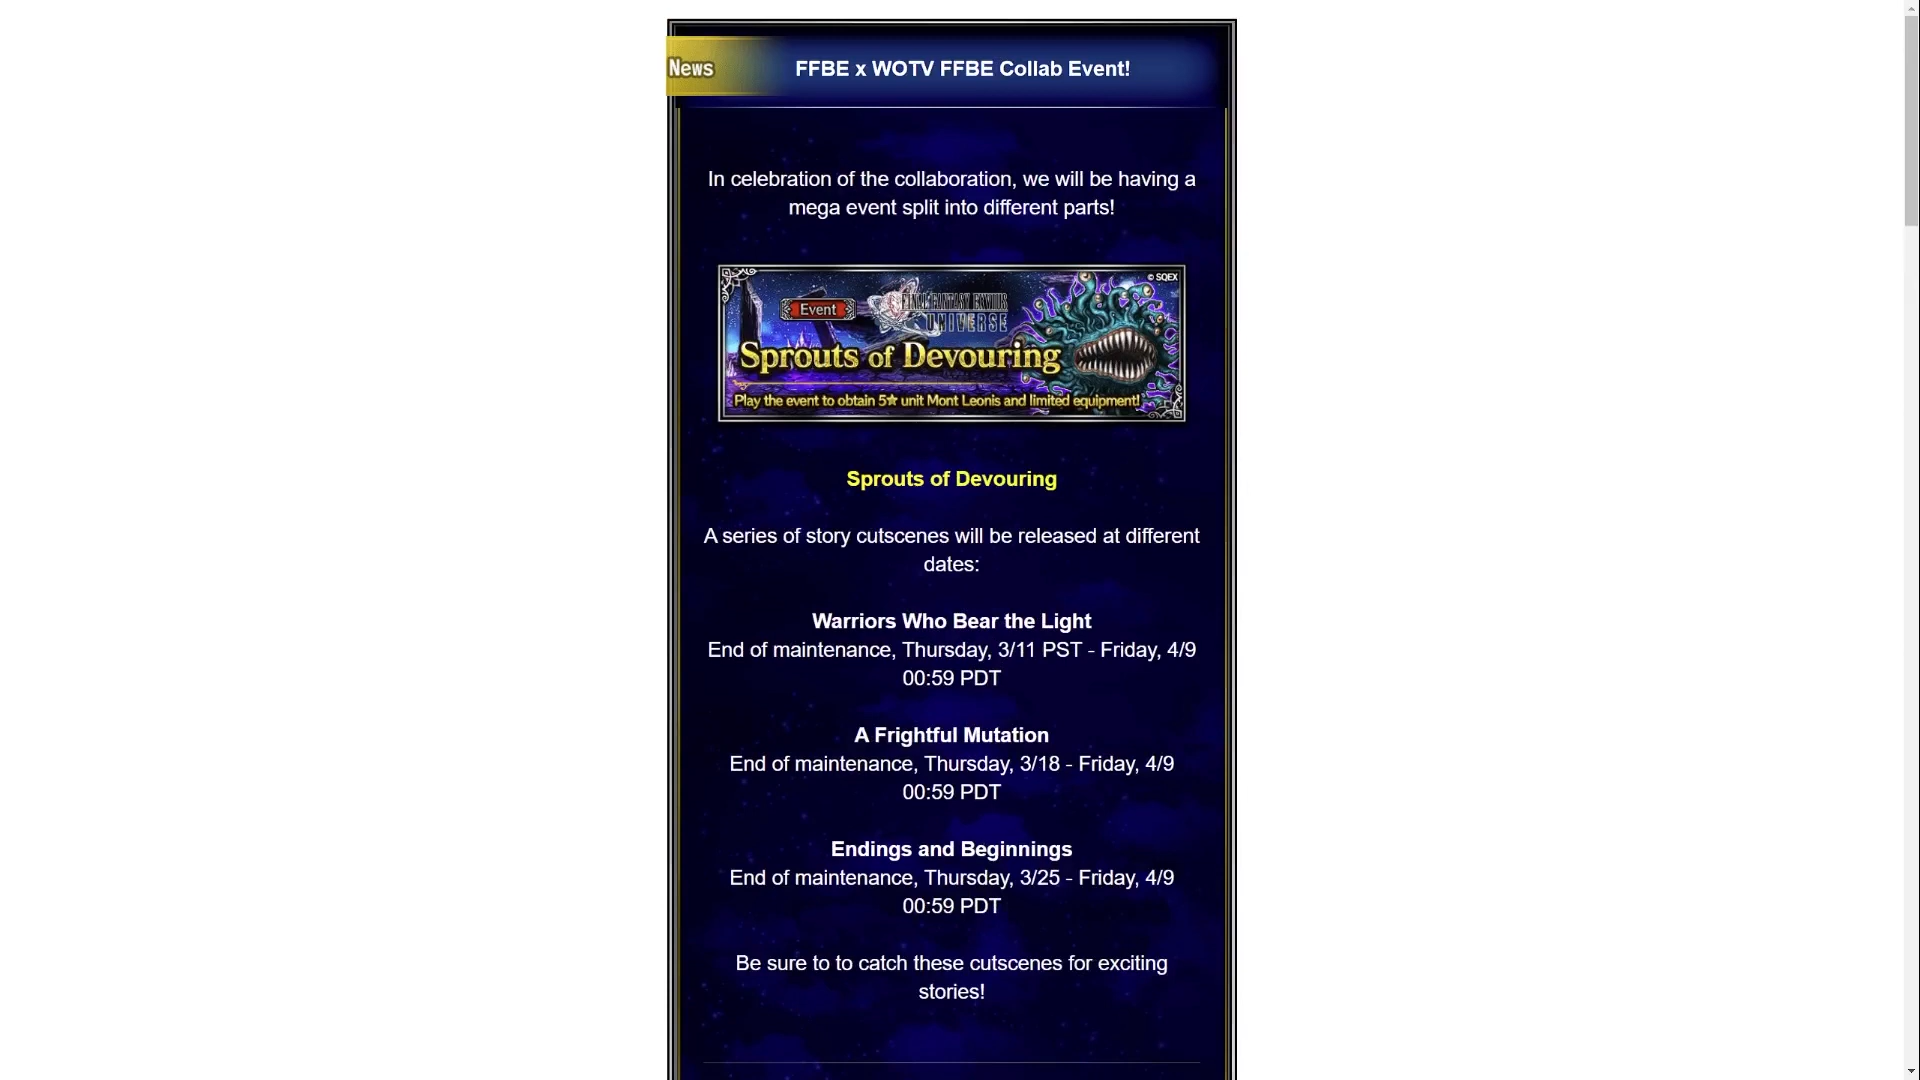 News
FFBE x WOTV FFBE Collab Event!
In celebration of the collaboration, we will be having a
mega event split into different parts!
© SQEX
Event
FINAL FANTASY EXVIUS
UNIVERSE
Sprouts of Devouring
Play the event to obtain 5★ unit Mont Leonis and limited equipment!
Sprouts of Devouring
A series of story cutscenes will be released at different
dates:
Warriors Who Bear the Light
End of maintenance, Thursday, 3/11 PST - Friday, 4/9
00:59 PDT
A Frightful Mutation
End of maintenance, Thursday, 3/18 - Friday, 4/9
00:59 PDT
Endings and Beginnings
End of maintenance, Thursday, 3/25 - Friday, 4/9
00:59 PDT
Be sure to to catch these cutscenes for exciting
stories!